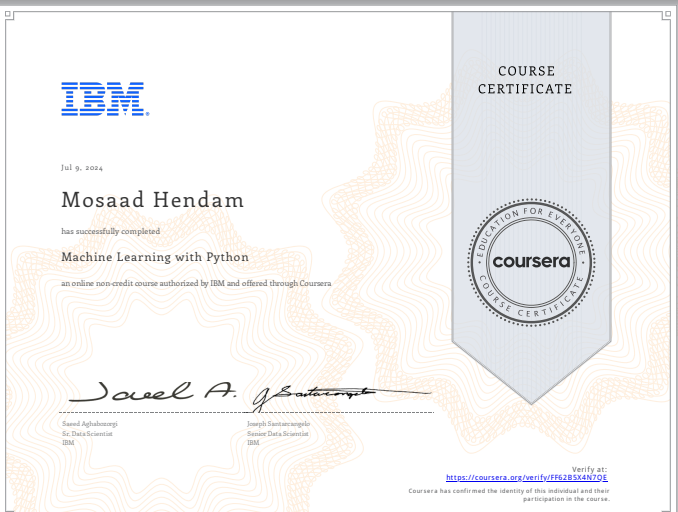 COURSE
CERTIFICATE
IBM
Jul 9, 2024
Mosaad Hendam
has successfully completed
Machine Learning with Python
an online non-credit course authorized by IBM and offered through Coursera
EDUCATION FOR EVERYONE
coursera
COURSE CERTIFICATE
Saeed Aghabozorgi
Sr. Data Scientist
IBM
Joseph Santarcangelo
Senior Data Scientist
IBM
Verify at:
https://coursera.org/verify/FF62B5X4N7QE
Coursera has confirmed the identity of this individual and their
participation in the course.